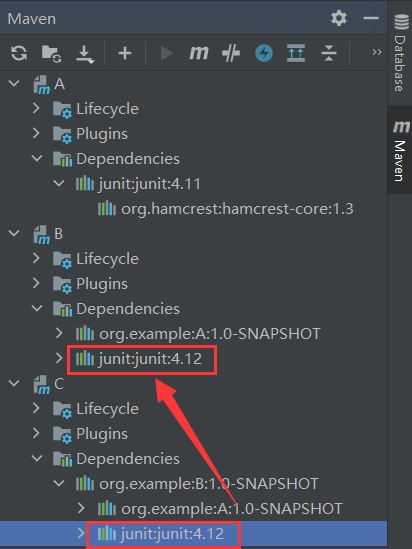 Maven
A
Lifecycle
Plugins
Dependencies
junit:junit:4.11
org.hamcrest:hamcrest-core:1.3
B
Lifecycle
Plugins
Dependencies
org.example:A:1.0-SNAPSHOT
junit:junit:4.12
C
Lifecycle
Plugins
Dependencies
org.example:B:1.0-SNAPSHOT
org.example:A:1.0-SNAPSHOT
junit:junit:4.12
Database
m Maven